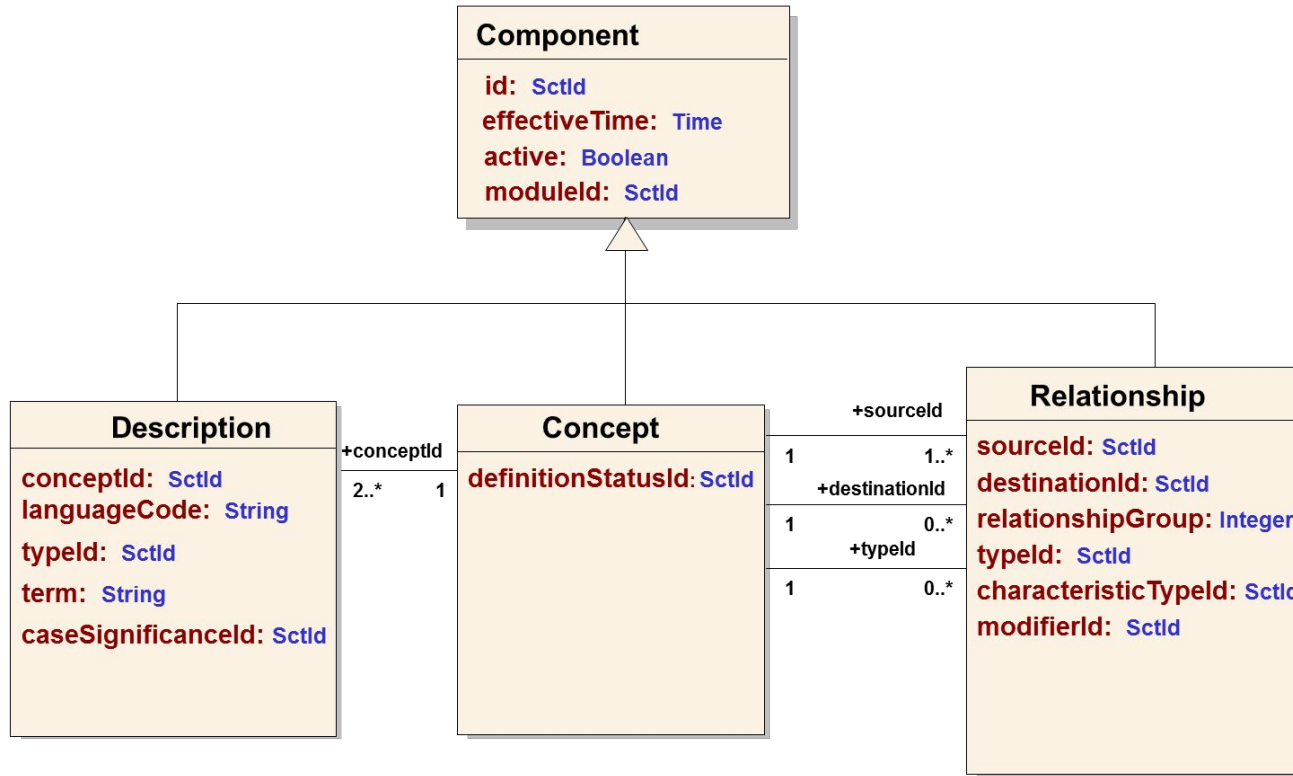 Component
id: SctId
effectiveTime: Time
active: Boolean
moduleId: SctId
Description
conceptId: SctId
languageCode: String
typeId: SctId
term: String
caseSignificanceId: SctId
+conceptId
2..* 1
Concept
definitionStatusId: SctId
+sourceId
1 1..*
+destinationId
1 0..*
+typeId
1 0..*
Relationship
sourceId: SctId
destinationId: SctId
relationshipGroup: Integer
typeId: SctId
characteristicTypeId: SctId
modifierId: SctId